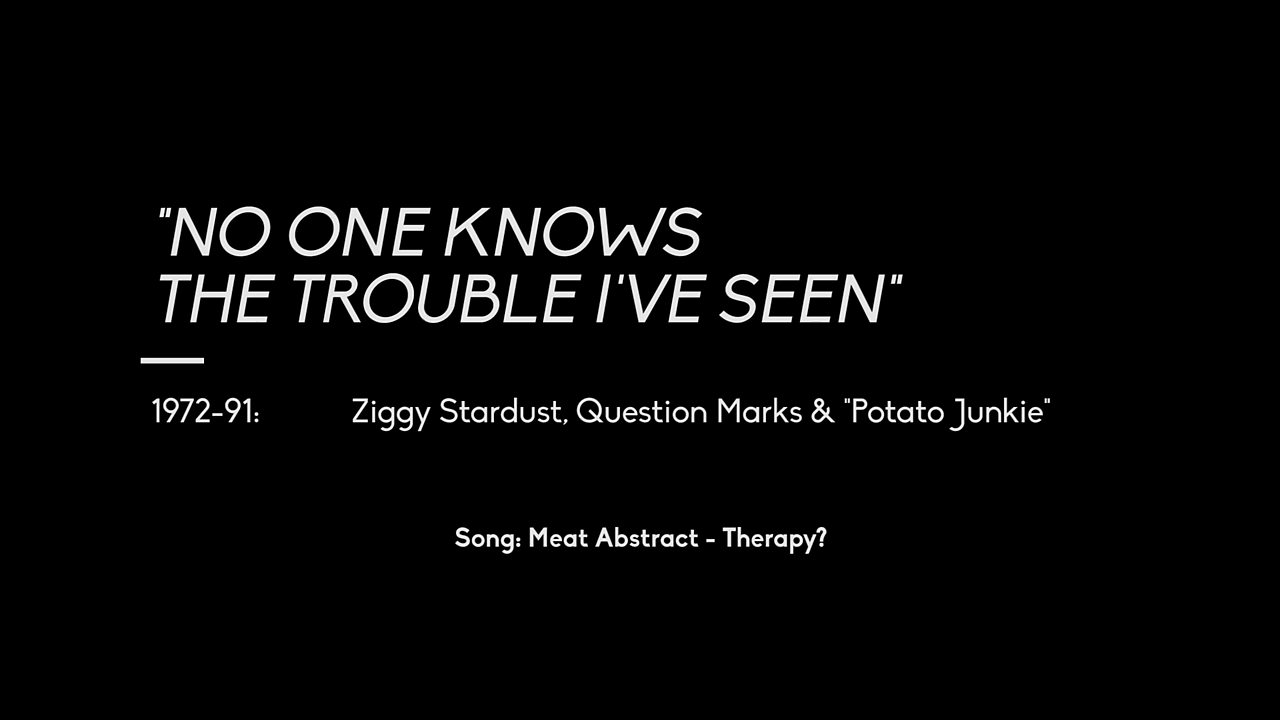 "NO ONE KNOWS
THE TROUBLE I'VE SEEN"
1972-91: Ziggy Stardust, Question Marks & "Potato Junkie"
Song: Meat Abstract - Therapy?